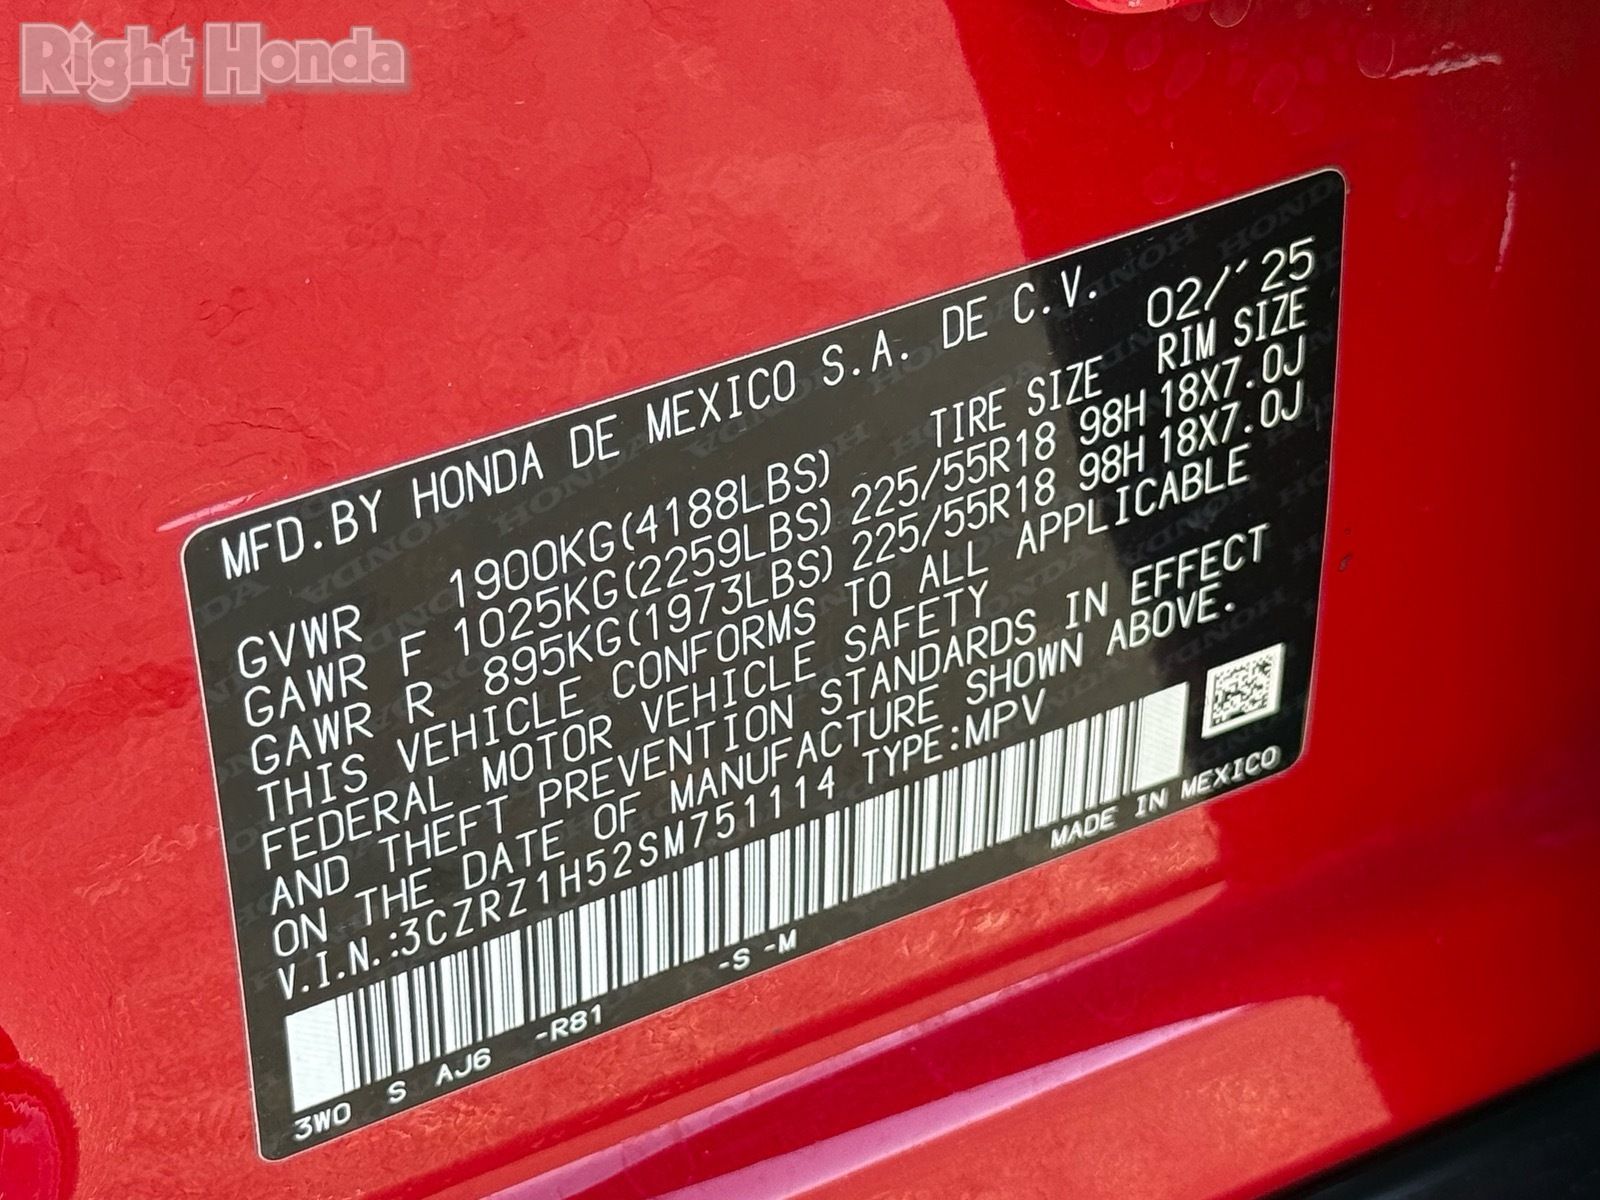 Right Honda
MFD.BY HONDA DE MEXICO S.A. DE C.V. 02/'25
GVWR 1900KG(4188LBS) TIRE SIZE RIM SIZE
GAWR F 1025KG(2259LBS) 225/55R18 98H 18X7.0J
GAWR R 895KG(1973LBS) 225/55R18 98H 18X7.0J
THIS VEHICLE CONFORMS TO ALL APPLICABLE
FEDERAL MOTOR VEHICLE SAFETY
AND THEFT PREVENTION STANDARDS IN EFFECT
ON THE DATE OF MANUFACTURE SHOWN ABOVE.
V.I.N.:3CZRZ1H52SM751114 TYPE:MPV
MADE IN MEXICO
3W0 S AJ6 -R81 -S -M